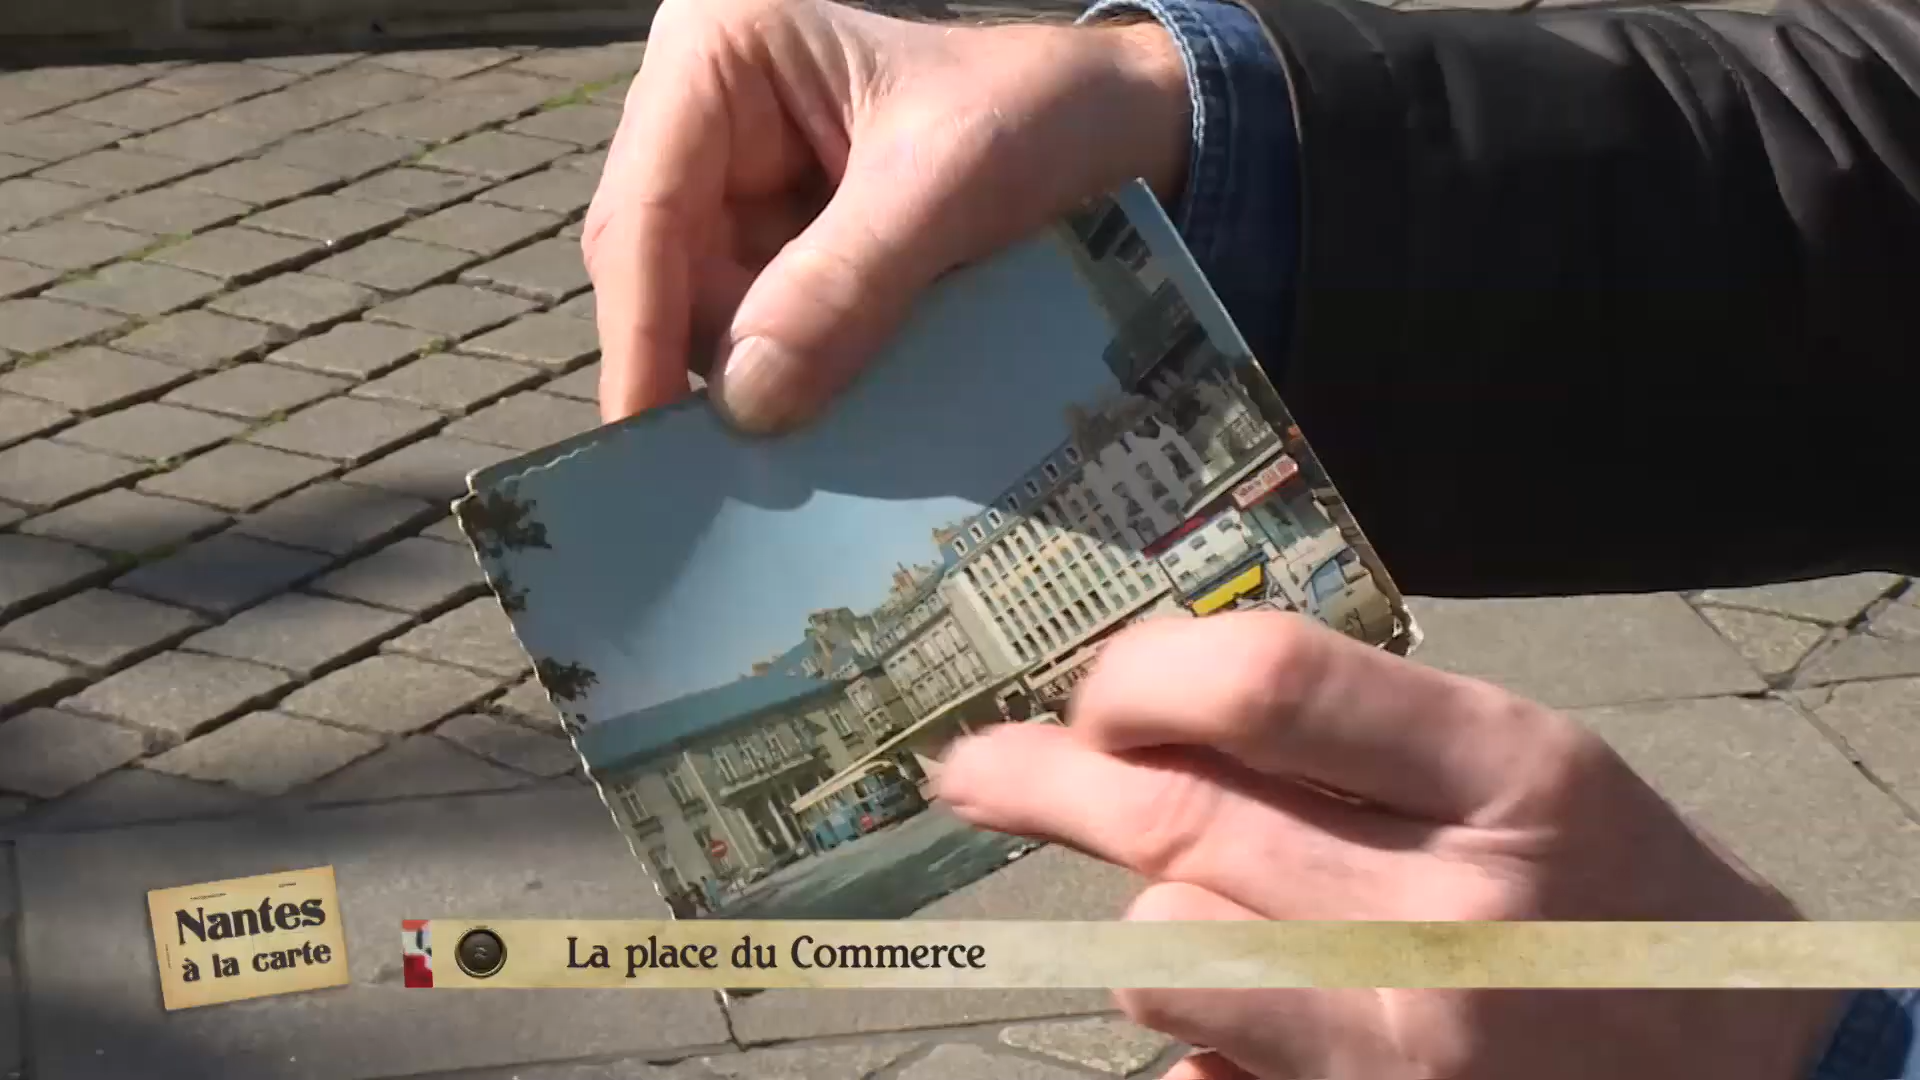 Nantes
à la carte
La place du Commerce